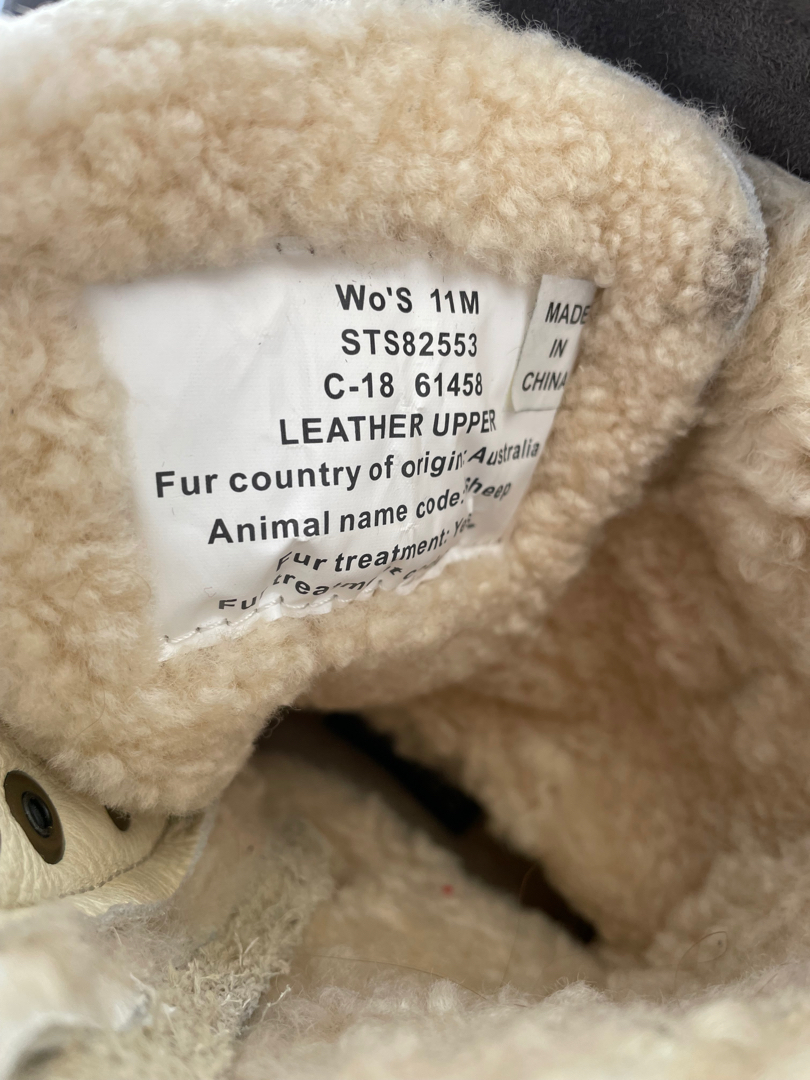 Wo'S 11M
STS82553
C-18 61458
LEATHER UPPER
Fur country of origin: Australia
Animal name code: Sheep
Fur treatment:
MADE
IN
CHINA